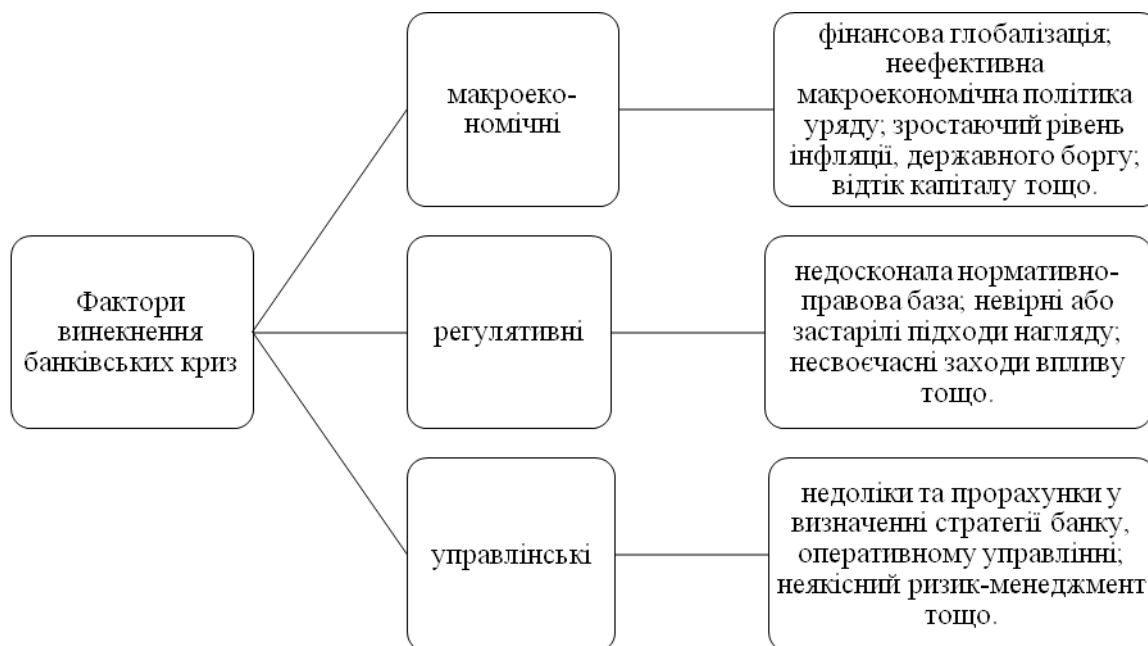 фінансова глобалізація;
неефективна
макроекономічна політика
уряду; зростаючий рівень
інфляції, державного боргу;
відтік капіталу тощо.
макроеко-
номічні
Фактори
винекнення
банківських криз
регулятивні
недосконала нормативно-
правова база; невірні або
застарілі підходи нагляду;
несвоєчасні заходи впливу
тощо.
управлінські
недоліки та прорахунки у
визначенні стратегії банку,
оперативному управлінні;
неякісний ризик-менеджмент
тощо.